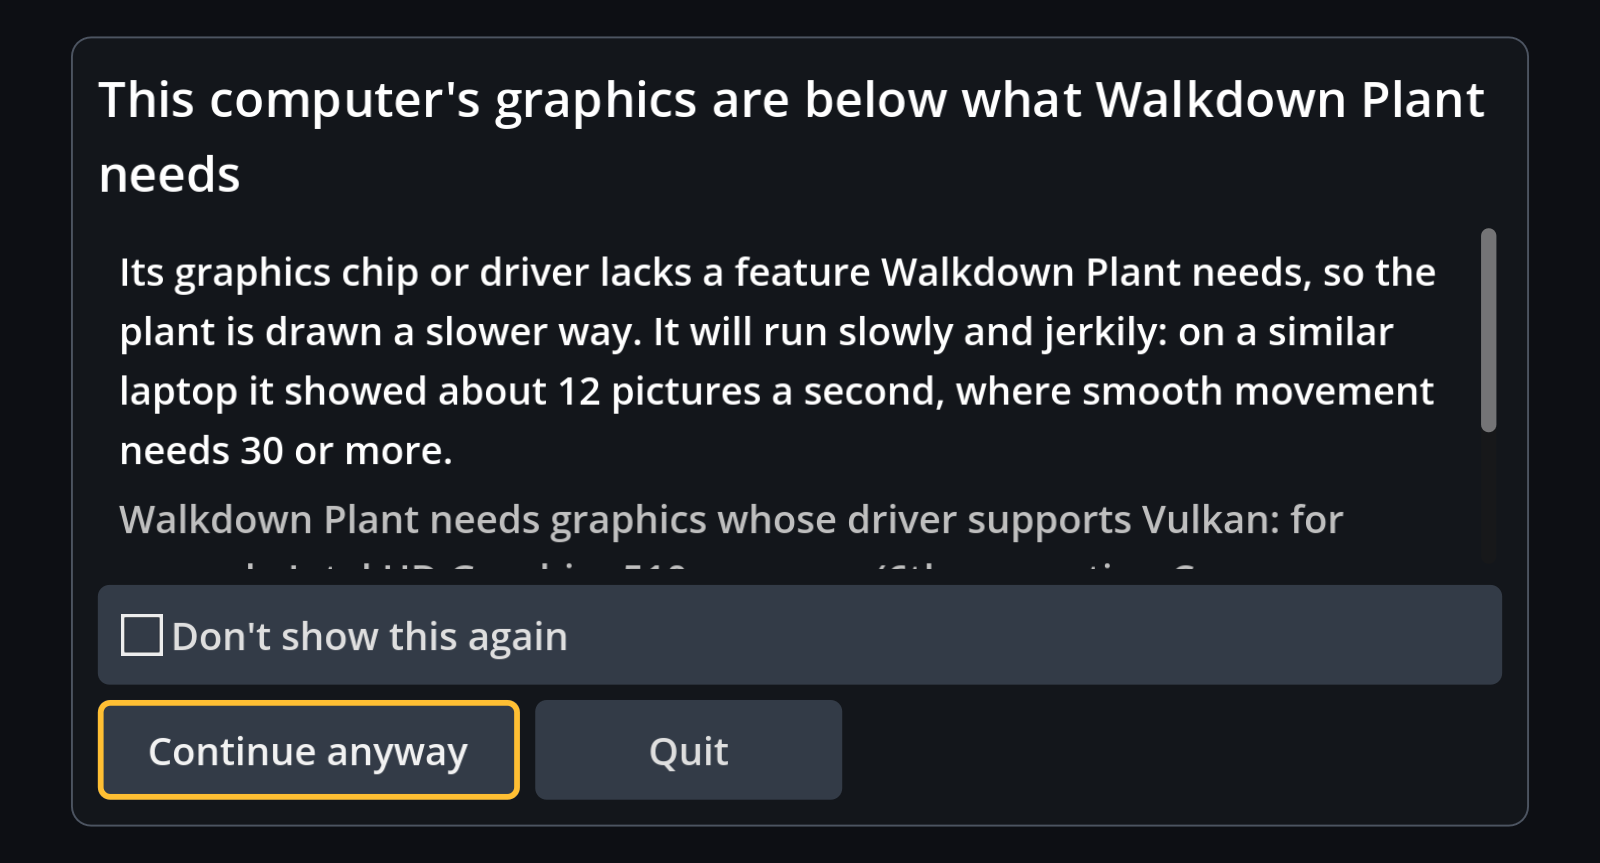 This computer's graphics are below what Walkdown Plant
needs
Its graphics chip or driver lacks a feature Walkdown Plant needs, so the
plant is drawn a slower way. It will run slowly and jerkily: on a similar
laptop it showed about 12 pictures a second, where smooth movement
needs 30 or more.
Walkdown Plant needs graphics whose driver supports Vulkan: for
Don't show this again
Continue anyway
Quit